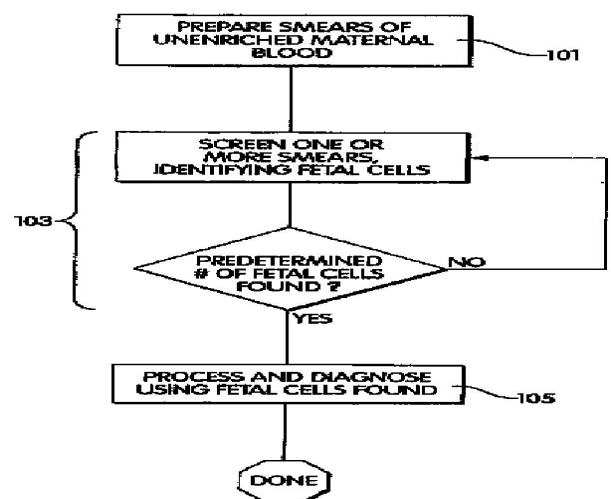 PREPARE SMEARS OF
UNENRICHED MATERNAL
BLOOD
101
SCREEN ONE OR
MORE SMEARS,
IDENTIFYING FETAL CELLS
103
PREDETERMINED
# OF FETAL CELLS
FOUND ?
NO
YES
PROCESS AND DIAGNOSE
USING FETAL CELLS FOUND
105
DONE